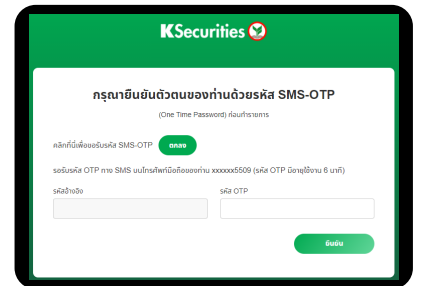 KSecurities
กรุณายืนยันตัวตนของท่านด้วยรหัส SMS-OTP
(One Time Password) ก่อนทำรายการ
คลิกที่นี่เพื่อขอรับรหัส SMS-OTP ตกลง
รอรับรหัส OTP ทาง SMS บนโทรศัพท์มือถือของท่าน xxxxxx5509 (รหัส OTP มีอายุใช้งาน 6 นาที)
รหัสอ้างอิง รหัส OTP
ยืนยัน